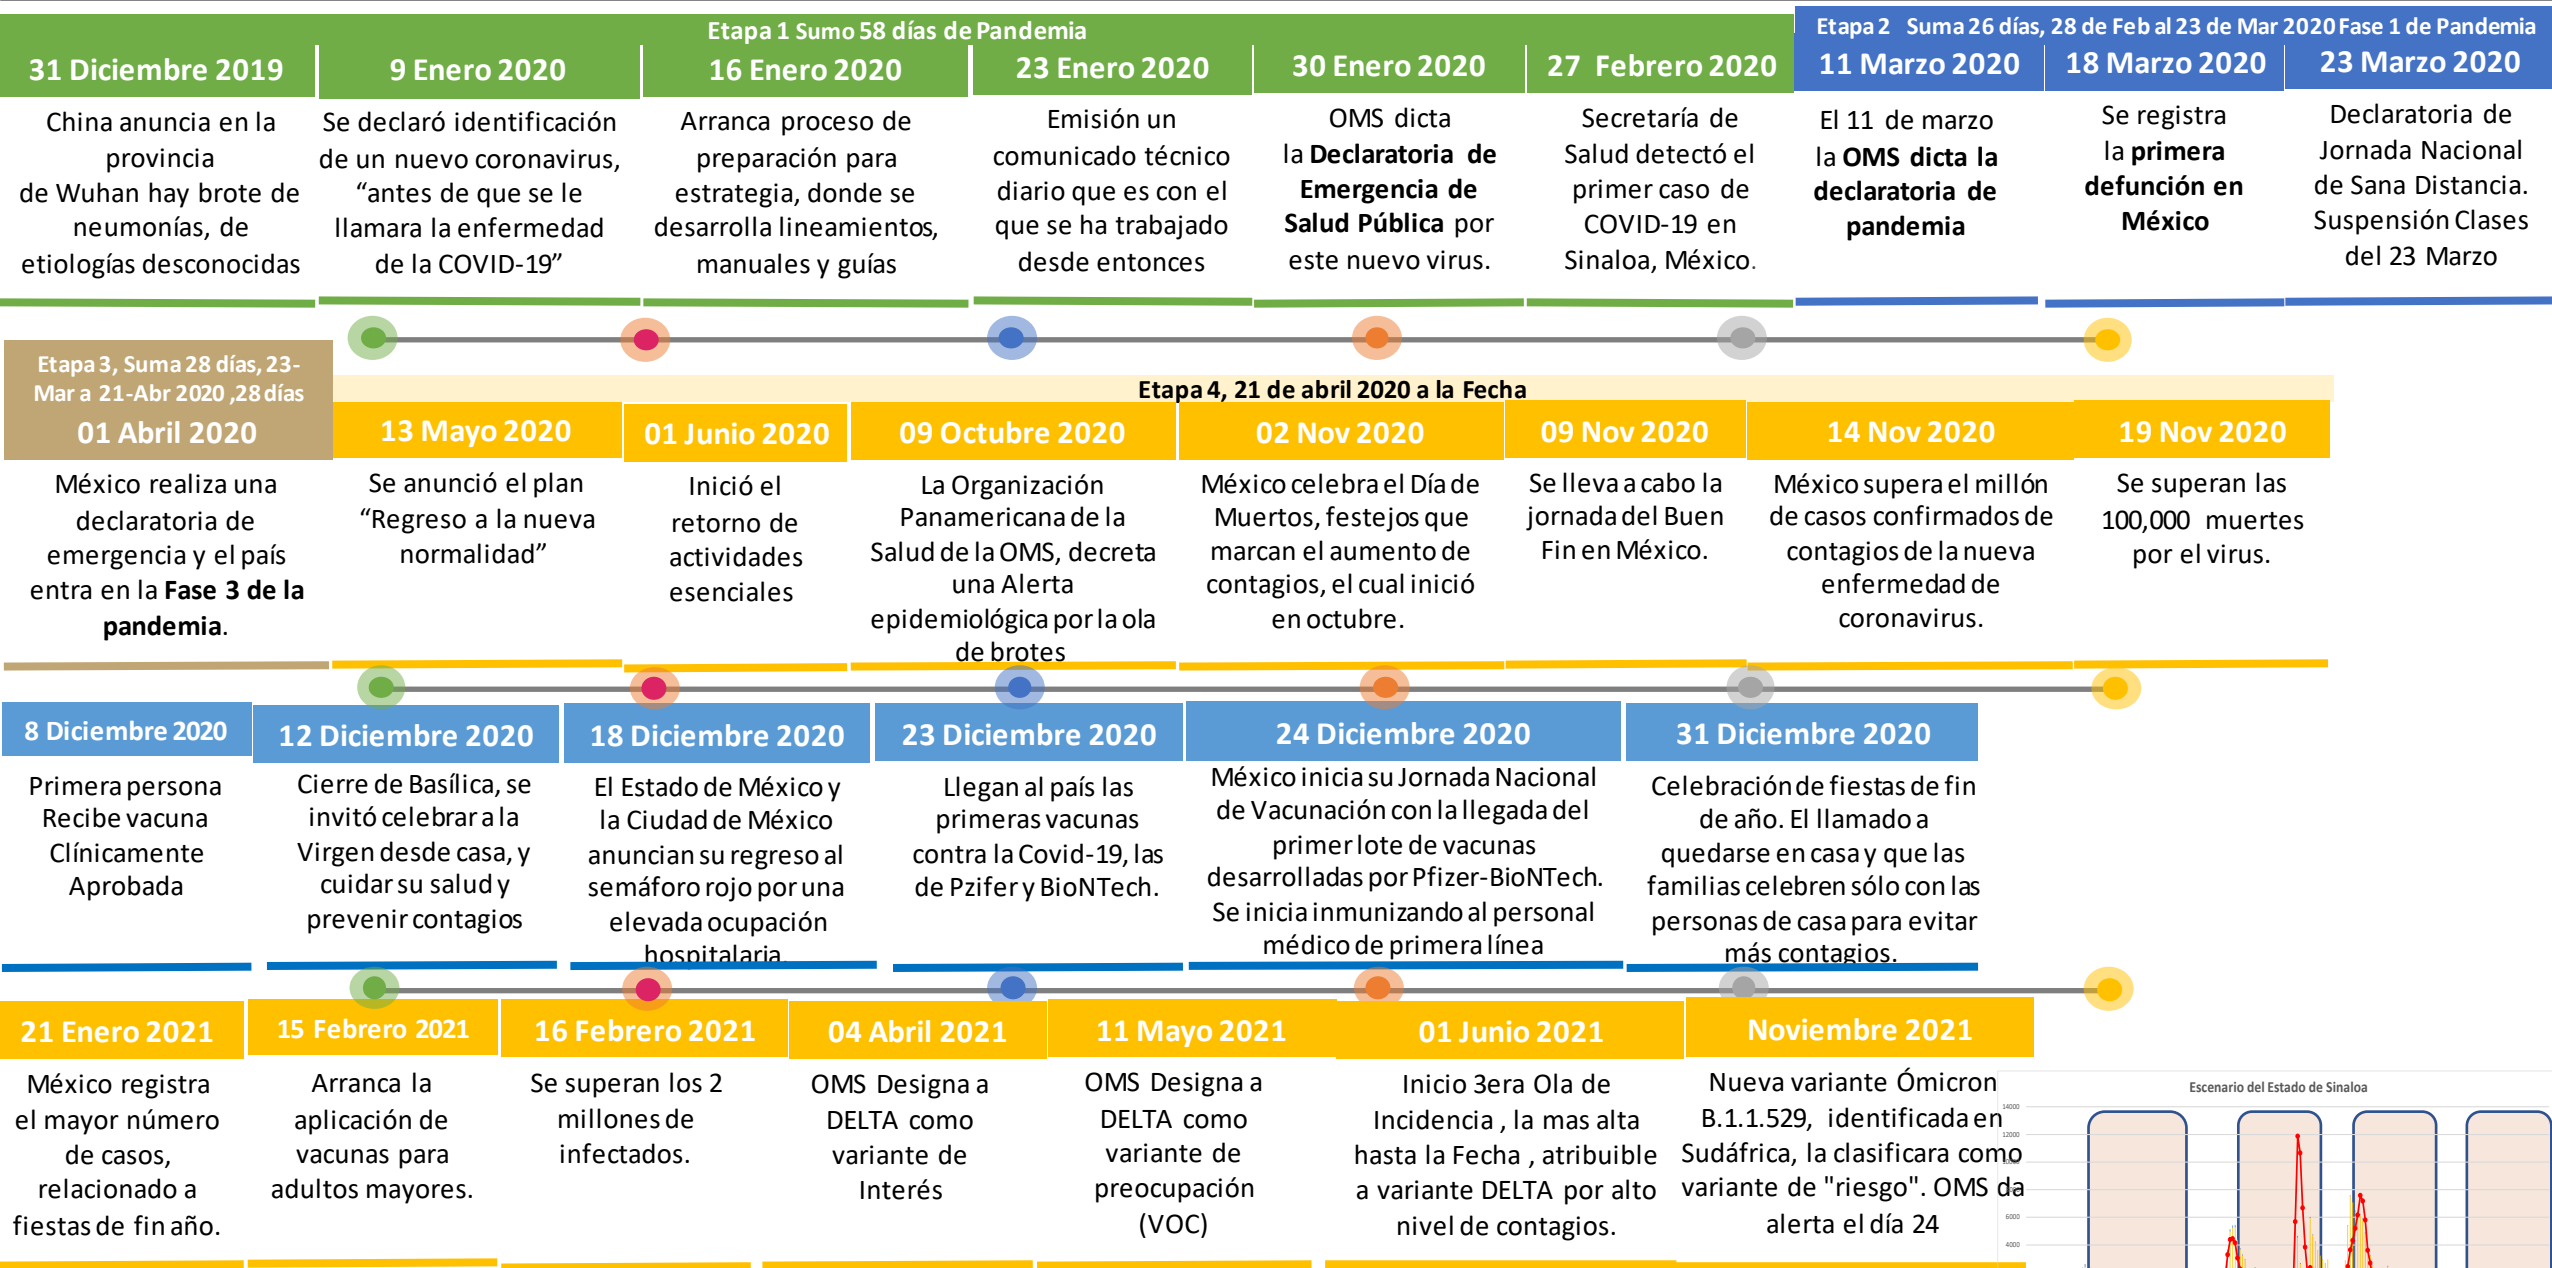 Etapa 1 Sumo 58 días de Pandemia
Etapa 2 Suma 26 días, 28 de Feb al 23 de Mar 2020 Fase 1 de Pandemia
31 Diciembre 2019
China anuncia en la
provincia
de Wuhan hay brote de
neumonías, de
etiologías desconocidas
9 Enero 2020
Se declaró identificación
de un nuevo coronavirus,
“antes de que se le
llamara la enfermedad
de la COVID-19”
16 Enero 2020
Arranca proceso de
preparación para
estrategia, donde se
desarrolla lineamientos,
manuales y guías
23 Enero 2020
Emisión un
comunicado técnico
diario que es con el
que se ha trabajado
desde entonces
30 Enero 2020
OMS dicta
la Declaratoria de
Emergencia de
Salud Pública por
este nuevo virus.
27 Febrero 2020
Secretaría de
Salud detectó el
primer caso de
COVID-19 en
Sinaloa, México.
11 Marzo 2020
El 11 de marzo
la OMS dicta la
declaratoria de
pandemia
18 Marzo 2020
Se registra
la primera
defunción en
México
23 Marzo 2020
Declaratoria de
Jornada Nacional
de Sana Distancia.
Suspensión Clases
del 23 Marzo
Etapa 3, Suma 28 días, 23-
Mar a 21-Abr 2020 ,28 días
01 Abril 2020
México realiza una
declaratoria de
emergencia y el país
entra en la Fase 3 de la
pandemia.
Etapa 4, 21 de abril 2020 a la Fecha
13 Mayo 2020
Se anunció el plan
“Regreso a la nueva
normalidad”
01 Junio 2020
Inició el
retorno de
actividades
esenciales
09 Octubre 2020
La Organización
Panamericana de la
Salud de la OMS, decreta
una Alerta
epidemiológica por la ola
de brotes
02 Nov 2020
México celebra el Día de
Muertos, festejos que
marcan el aumento de
contagios, el cual inició
en octubre.
09 Nov 2020
Se lleva a cabo la
jornada del Buen
Fin en México.
14 Nov 2020
México supera el millón
de casos confirmados de
contagios de la nueva
enfermedad de
coronavirus.
19 Nov 2020
Se superan las
100,000 muertes
por el virus.
8 Diciembre 2020
Primera persona
Recibe vacuna
Clínicamente
Aprobada
12 Diciembre 2020
Cierre de Basílica, se
invitó celebrar a la
Virgen desde casa, y
cuidar su salud y
prevenir contagios
18 Diciembre 2020
El Estado de México y
la Ciudad de México
anuncian su regreso al
semáforo rojo por una
elevada ocupación
hospitalaria.
23 Diciembre 2020
Llegan al país las
primeras vacunas
contra la Covid-19, las
de Pzifer y BioNTech.
24 Diciembre 2020
México inicia su Jornada Nacional
de Vacunación con la llegada del
primer lote de vacunas
desarrolladas por Pfizer-BioNTech.
Se inicia inmunizando al personal
médico de primera línea
31 Diciembre 2020
Celebración de fiestas de fin
de año. El llamado a
quedarse en casa y que las
familias celebren sólo con las
personas de casa para evitar
más contagios.
21 Enero 2021
México registra
el mayor número
de casos,
relacionado a
fiestas de fin año.
15 Febrero 2021
Arranca la
aplicación de
vacunas para
adultos mayores.
16 Febrero 2021
Se superan los 2
millones de
infectados.
04 Abril 2021
OMS Designa a
DELTA como
variante de
Interés
11 Mayo 2021
OMS Designa a
DELTA como
variante de
preocupación
(VOC)
01 Junio 2021
Inicio 3era Ola de
Incidencia , la mas alta
hasta la Fecha , atribuible
a variante DELTA por alto
nivel de contagios.
Noviembre 2021
Nueva variante Ómicron
B.1.1.529, identificada en
Sudáfrica, la clasificara como
variante de "riesgo". OMS da
alerta el día 24
Escenario del Estado de Sinaloa
14000
12000
6000
4000